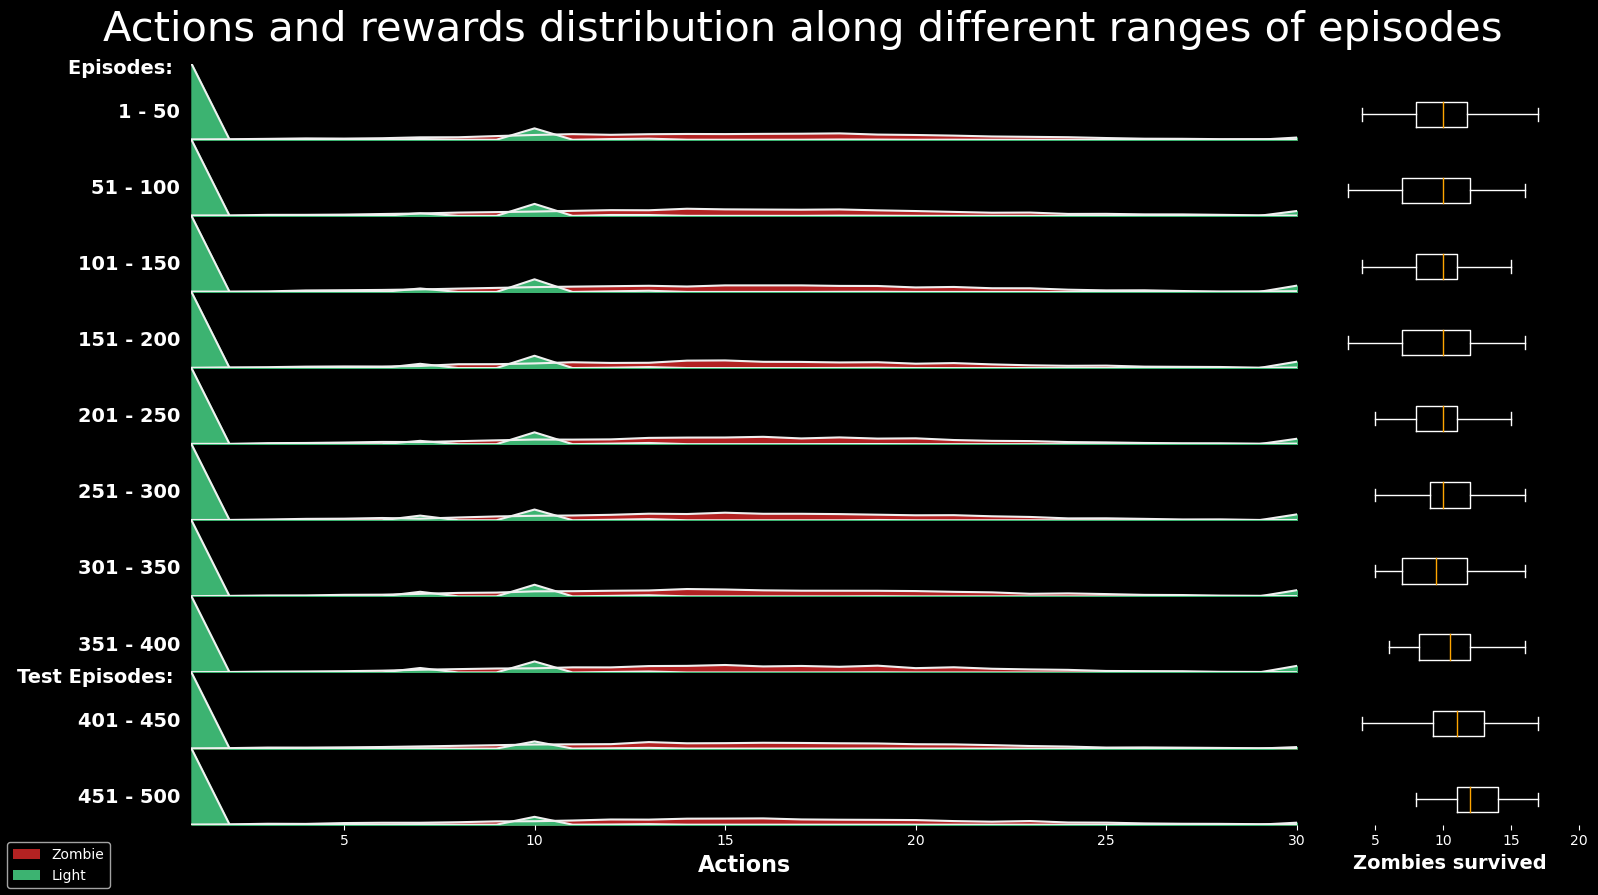 Actions and rewards distribution along different ranges of episodes
Episodes:
1 - 50
51 - 100
101 - 150
151 - 200
201 - 250
251 - 300
301 - 350
351 - 400
Test Episodes:
401 - 450
451 - 500
5 10 15 20 25 30
Actions
5 10 15 20
Zombies survived
Zombie
Light